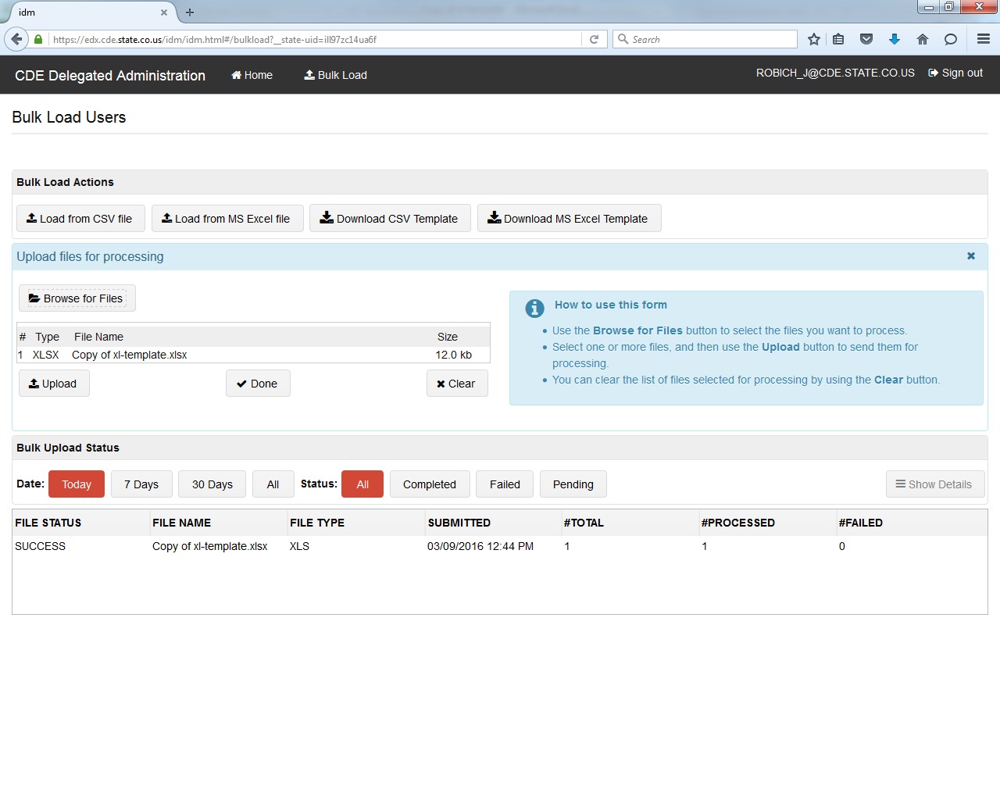 idm
https://edx.cde.state.co.us/idm/idm.html#/bulkload?__state-uid=ill97zc14ua6f
Search
CDE Delegated Administration Home Bulk Load ROBICH_J@CDE.STATE.CO.US Sign out
Bulk Load Users
Bulk Load Actions
Load from CSV file Load from MS Excel file Download CSV Template Download MS Excel Template
Upload files for processing
Browse for Files
# Type File Name Size
1 XLSX Copy of xl-template.xlsx 12.0 kb
Upload Done Clear
How to use this form
Use the Browse for Files button to select the files you want to process.
Select one or more files, and then use the Upload button to send them for
processing.
You can clear the list of files selected for processing by using the Clear button.
Bulk Upload Status
Date: Today 7 Days 30 Days All Status: All Completed Failed Pending Show Details
FILE STATUS FILE NAME FILE TYPE SUBMITTED #TOTAL #PROCESSED #FAILED
SUCCESS Copy of xl-template.xlsx XLS 03/09/2016 12:44 PM 1 1 0